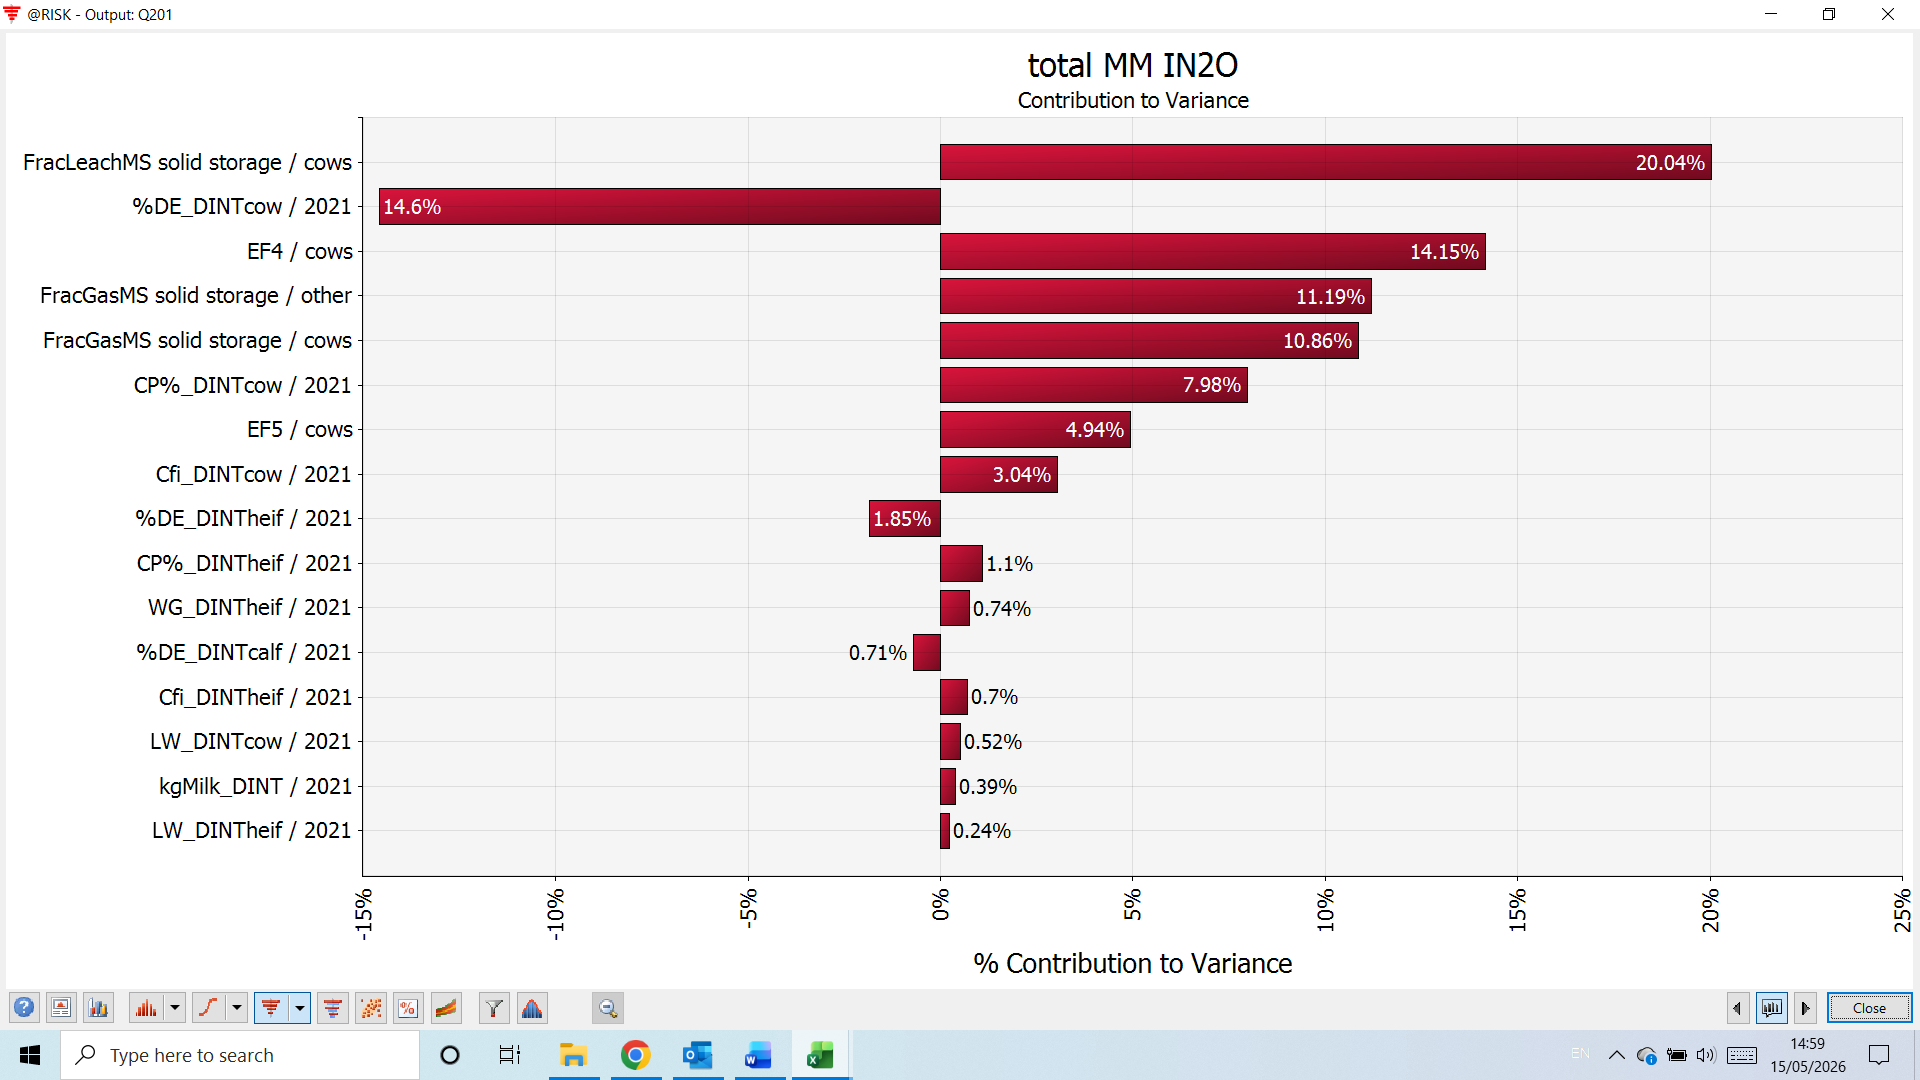 @RISK - Output: Q201
total MM IN2O
Contribution to Variance
FracLeachMS solid storage / cows 20.04%
%DE_DINTcow / 2021 14.6%
EF4 / cows 14.15%
FracGasMS solid storage / other 11.19%
FracGasMS solid storage / cows 10.86%
CP%_DINTcow / 2021 7.98%
EF5 / cows 4.94%
Cfi_DINTcow / 2021 3.04%
%DE_DINTheif / 2021 1.85%
CP%_DINTheif / 2021 1.1%
WG_DINTheif / 2021 0.74%
%DE_DINTcalf / 2021 0.71%
Cfi_DINTheif / 2021 0.7%
LW_DINTcow / 2021 0.52%
kgMilk_DINT / 2021 0.39%
LW_DINTheif / 2021 0.24%
-15% -10% -5% 0% 5% 10% 15% 20% 25%
% Contribution to Variance
Close
Type here to search
EN
14:59
15/05/2026